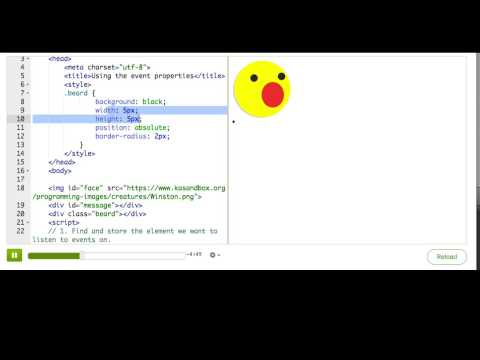 3 <head>
4 <meta charset="utf-8">
5 <title>Using the event properties</title>
6 <style>
7 .beard {
8 background: black;
9 width: 5px;
10 height: 5px;
11 position: absolute;
12 border-radius: 2px;
13 }
14 </style>
15 </head>
16 <body>
17
18 <img id="face" src="https://www.kasandbox.org
/programming-images/creatures/Winston.png">
19 <div id="message"></div>
20 <div class="beard"></div>
21 <script>
22 // 1. Find and store the element we want to
listen to events on.
-4:45
Reload